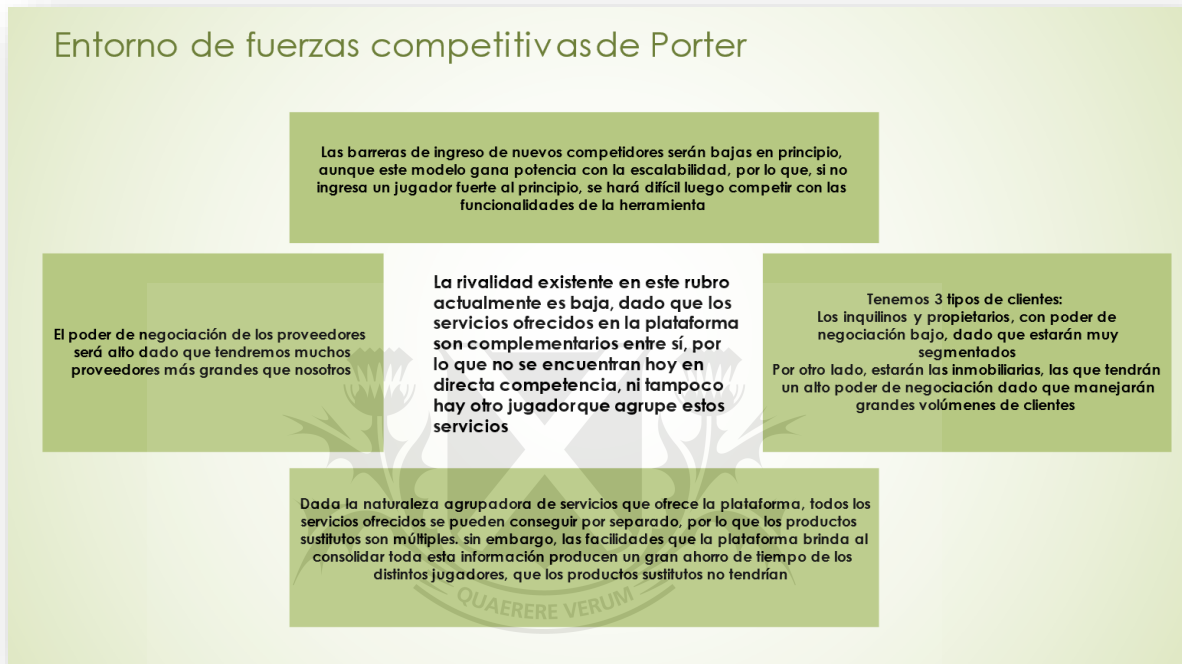 Entorno de fuerzas competitivasde Porter
Las barreras de ingreso de nuevos competidores serán bajas en principio,
aunque este modelo gana potencia con la escalabilidad, por lo que, si no
ingresa un jugador fuerte al principio, se hará difícil luego competir con las
funcionalidades de la herramienta
El poder de negociación de los proveedores
será alto dado que tendremos muchos
proveedores más grandes que nosotros
La rivalidad existente en este rubro
actualmente es baja, dado que los
servicios ofrecidos en la plataforma
son complementarios entre sí, por
lo que no se encuentran hoy en
directa competencia, ni tampoco
hay otro jugador que agrupe estos
servicios
Tenemos 3 tipos de clientes:
Los inquilinos y propietarios, con poder de
negociación bajo, dado que estarán muy
segmentados
Por otro lado, estarán las inmobiliarias, las que tendrán
un alto poder de negociación dado que manejarán
grandes volúmenes de clientes
Dada la naturaleza agrupadora de servicios que ofrece la plataforma, todos los
servicios ofrecidos se pueden conseguir por separado, por lo que los productos
sustitutos son múltiples. sin embargo, las facilidades que la plataforma brinda al
consolidar toda esta información producen un gran ahorro de tiempo de los
distintos jugadores, que los productos sustitutos no tendrían
QUAERERE VERUM